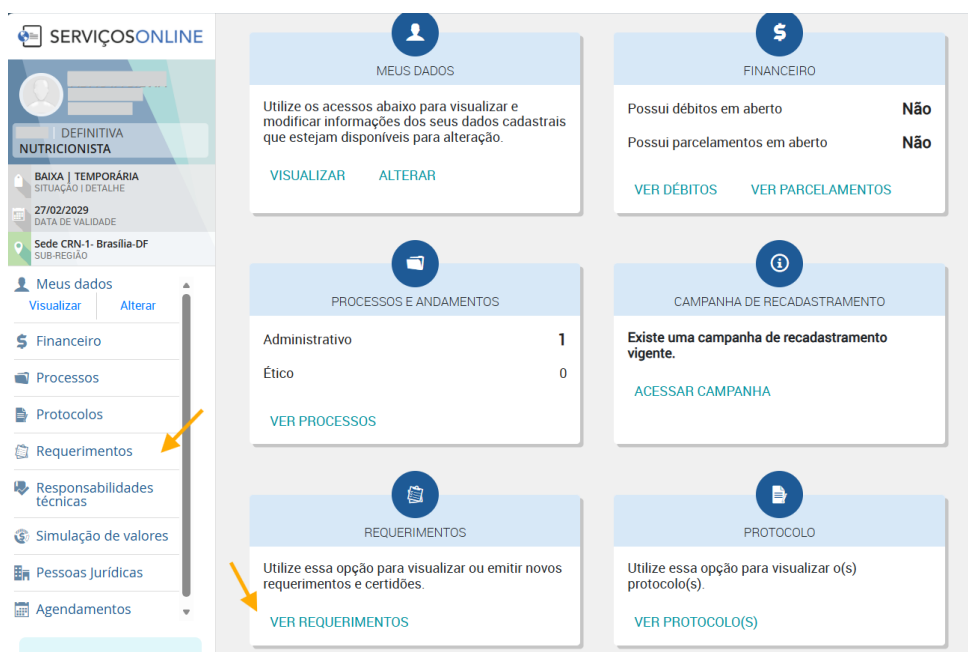 SERVIÇOSONLINE
DEFINITIVA
NUTRICIONISTA
BAIXA | TEMPORÁRIA
SITUAÇÃO | DETALHE
27/02/2029
DATA DE VALIDADE
Sede CRN-1- Brasília-DF
SUB-REGIÃO
Meus dados
Visualizar Alterar
Financeiro
Processos
Protocolos
Requerimentos
Responsabilidades
técnicas
Simulação de valores
Pessoas Jurídicas
Agendamentos
MEUS DADOS
Utilize os acessos abaixo para visualizar e
modificar informações dos seus dados cadastrais
que estejam disponíveis para alteração.
VISUALIZAR ALTERAR
FINANCEIRO
Possui débitos em aberto Não
Possui parcelamentos em aberto Não
VER DÉBITOS VER PARCELAMENTOS
PROCESSOS E ANDAMENTOS
Administrativo 1
Ético 0
VER PROCESSOS
CAMPANHA DE RECADASTRAMENTO
Existe uma campanha de recadastramento
vigente.
ACESSAR CAMPANHA
REQUERIMENTOS
Utilize essa opção para visualizar ou emitir novos
requerimentos e certidões.
VER REQUERIMENTOS
PROTOCOLO
Utilize essa opção para visualizar o(s)
protocolo(s).
VER PROTOCOLO(S)